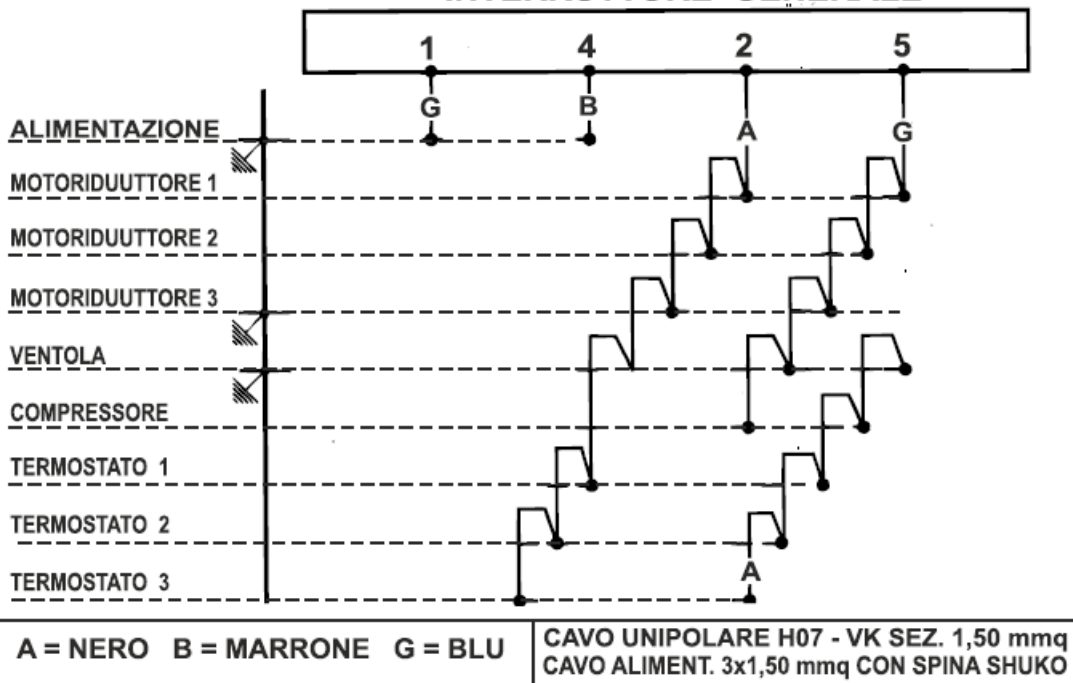 1 4 2 5
G B A G
ALIMENTAZIONE
MOTORIDUUTTORE 1
MOTORIDUUTTORE 2
MOTORIDUUTTORE 3
VENTOLA
COMPRESSORE
TERMOSTATO 1
TERMOSTATO 2
TERMOSTATO 3
A
A = NERO B = MARRONE G = BLU
CAVO UNIPOLARE H07 - VK SEZ. 1,50 mmq
CAVO ALIMENT. 3x1,50 mmq CON SPINA SHUKO